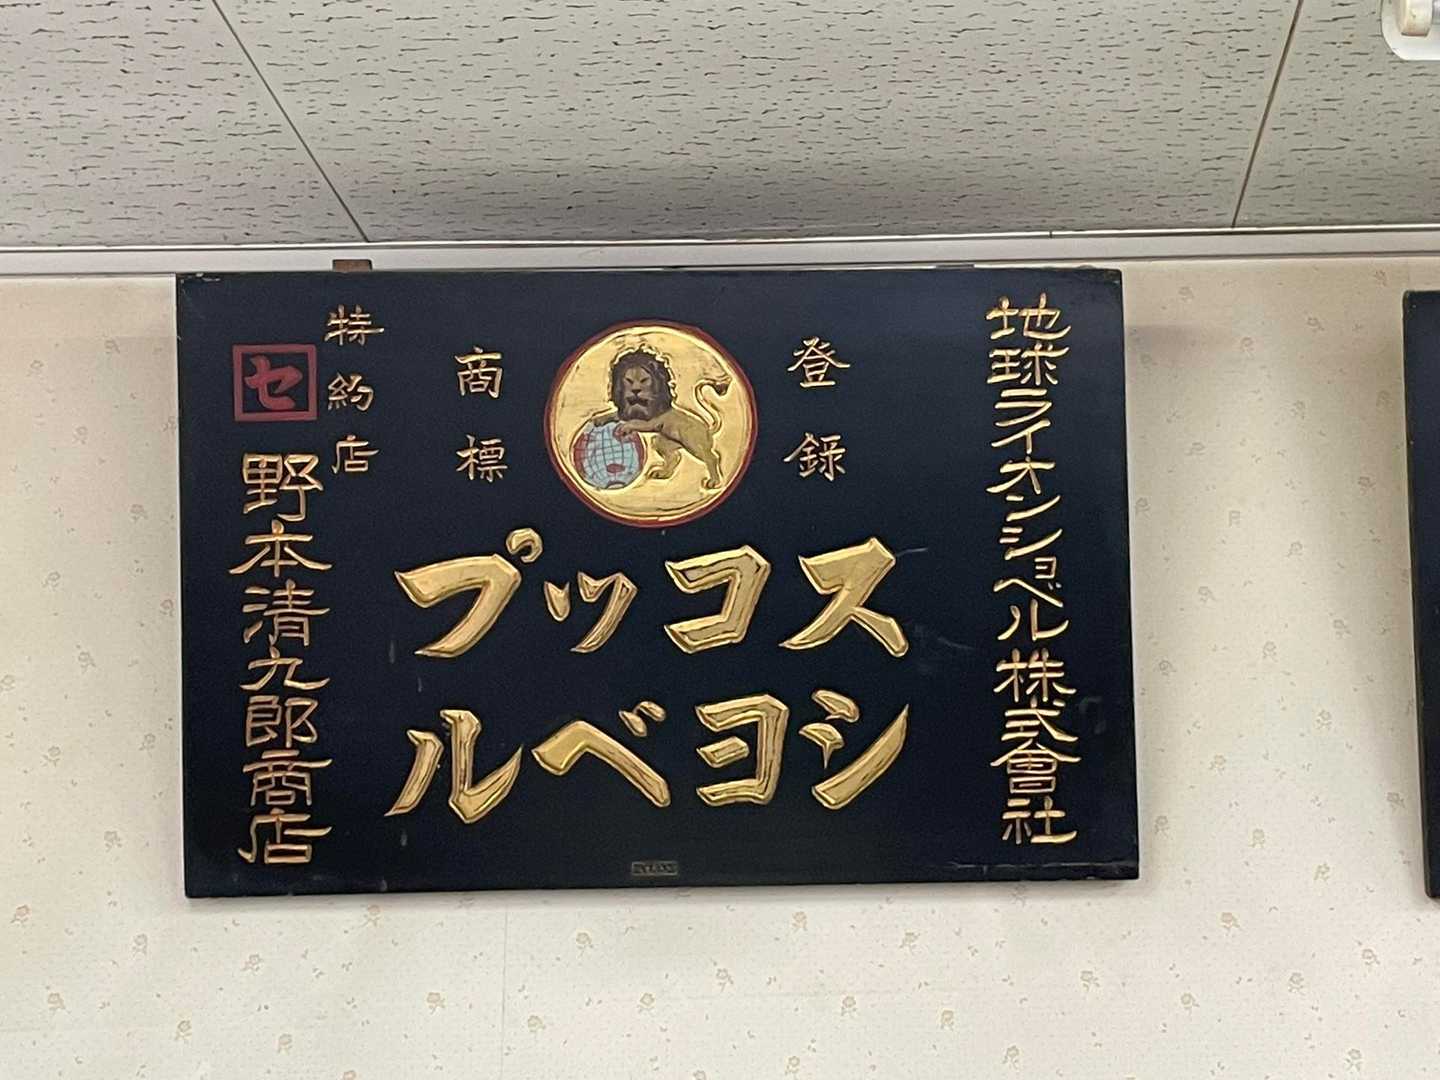 地球ライオンショベル株式會社
登録
商標
スコップ
ショベル
特約店
セ
野本清九郎商店